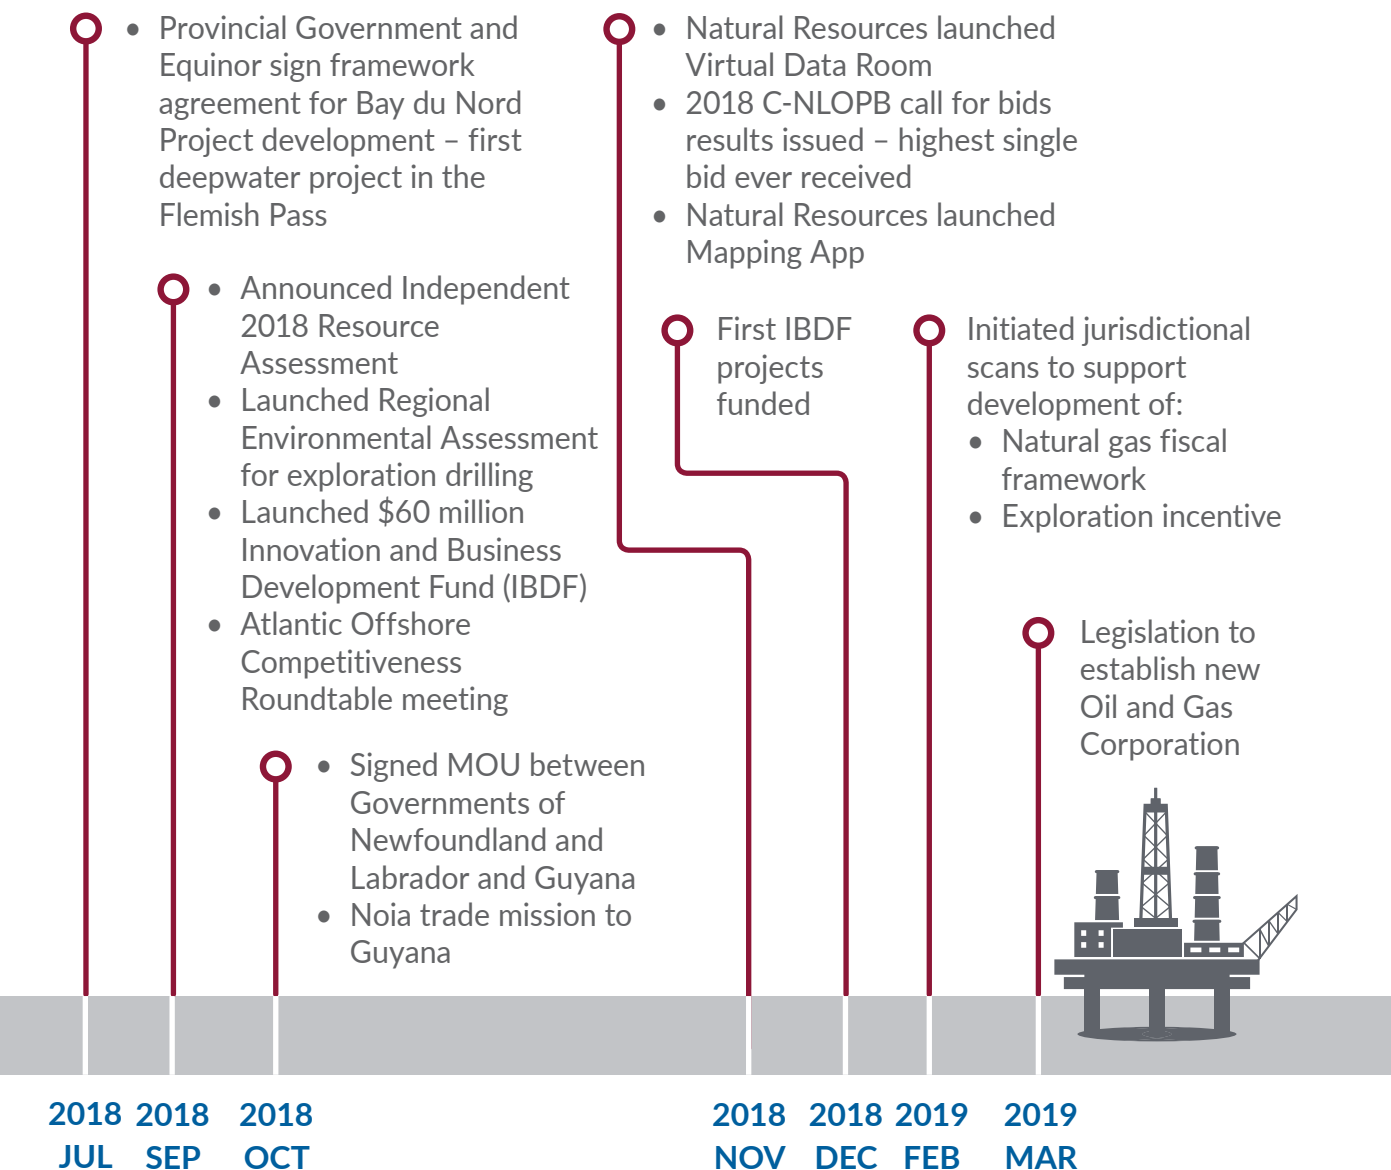 • Provincial Government and
Equinor sign framework
agreement for Bay du Nord
Project development – first
deepwater project in the
Flemish Pass
• Announced Independent
2018 Resource
Assessment
• Launched Regional
Environmental Assessment
for exploration drilling
• Launched $60 million
Innovation and Business
Development Fund (IBDF)
• Atlantic Offshore
Competitiveness
Roundtable meeting
• Signed MOU between
Governments of
Newfoundland and
Labrador and Guyana
• Noia trade mission to
Guyana
• Natural Resources launched
Virtual Data Room
• 2018 C-NLOPB call for bids
results issued – highest single
bid ever received
• Natural Resources launched
Mapping App
First IBDF
projects
funded
Initiated jurisdictional
scans to support
development of:
• Natural gas fiscal
framework
• Exploration incentive
Legislation to
establish new
Oil and Gas
Corporation
2018
JUL
2018
SEP
2018
OCT
2018
NOV
2018
DEC
2019
FEB
2019
MAR